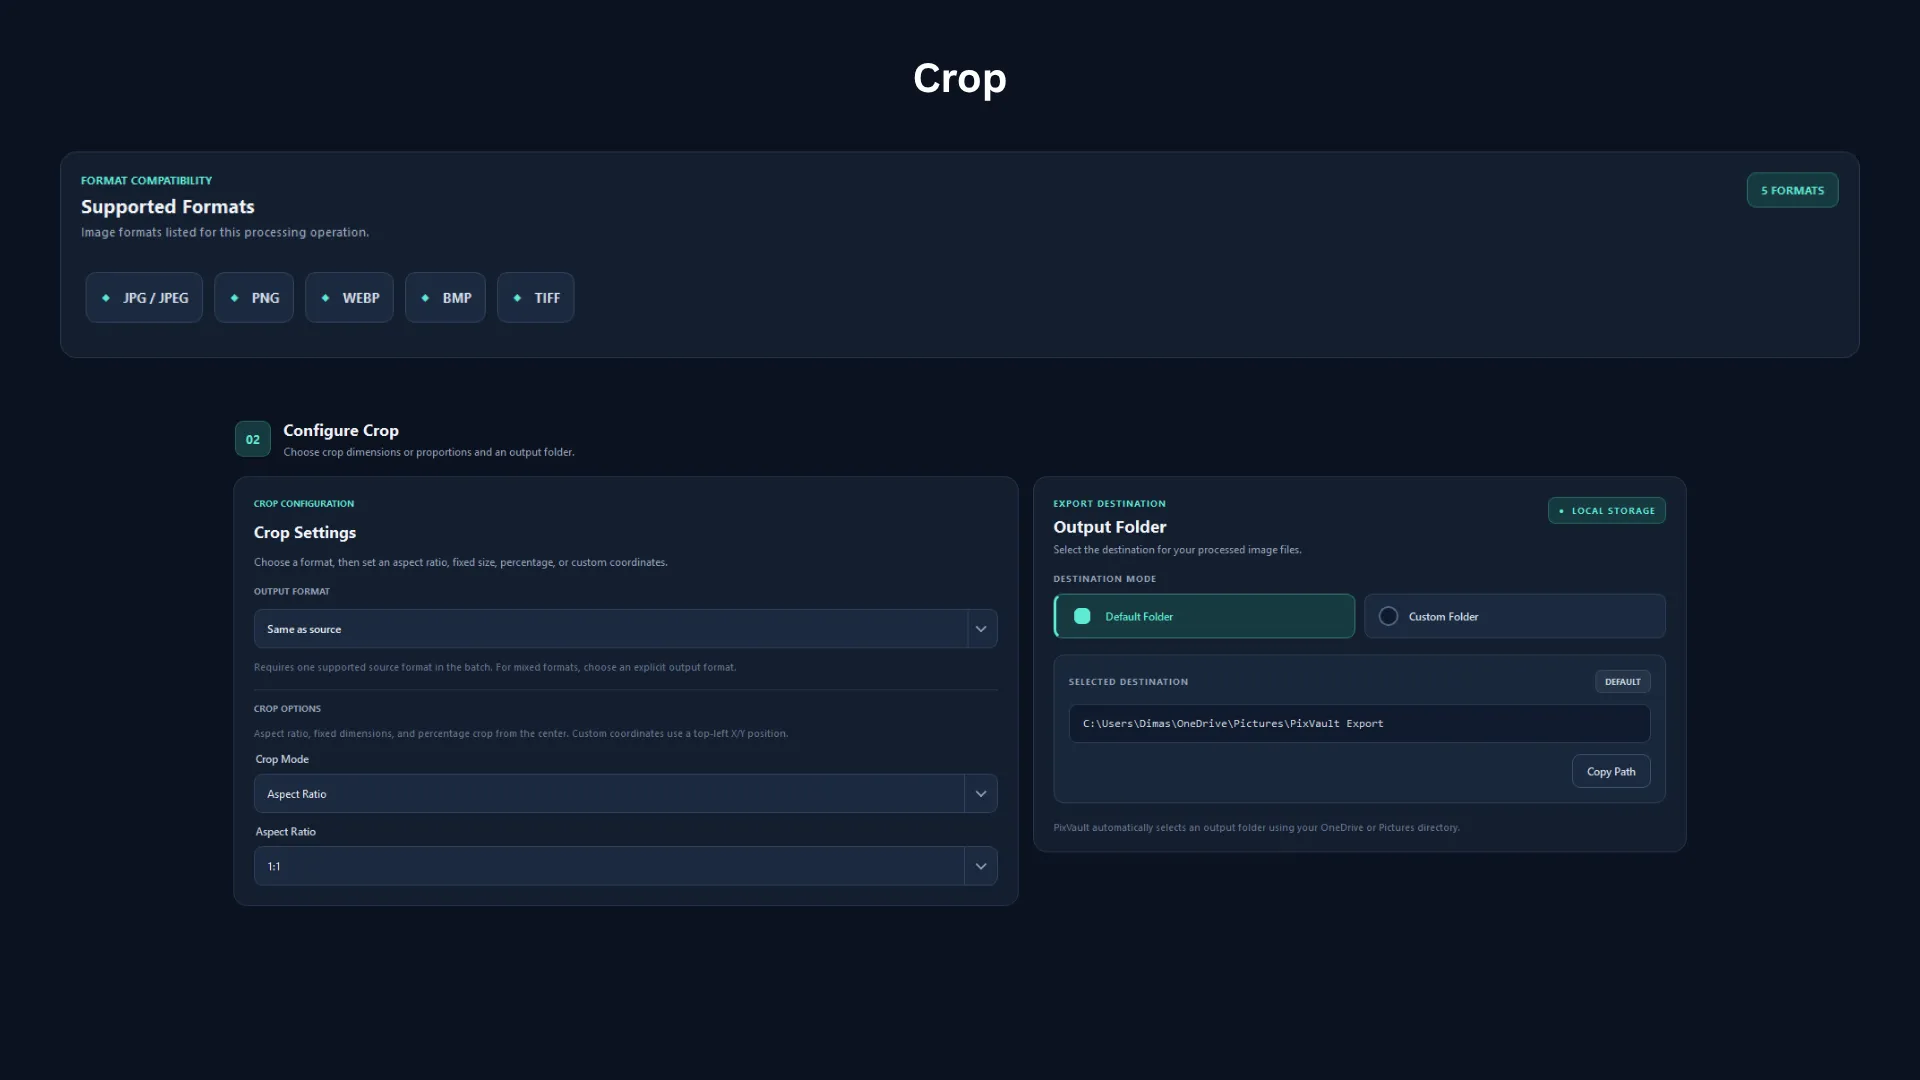 Crop
FORMAT COMPATIBILITY
Supported Formats
Image formats listed for this processing operation.
5 FORMATS
JPG / JPEG
PNG
WEBP
BMP
TIFF
02
Configure Crop
Choose crop dimensions or proportions and an output folder.
CROP CONFIGURATION
Crop Settings
Choose a format, then set an aspect ratio, fixed size, percentage, or custom coordinates.
OUTPUT FORMAT
Same as source
Requires one supported source format in the batch. For mixed formats, choose an explicit output format.
CROP OPTIONS
Aspect ratio, fixed dimensions, and percentage crop from the center. Custom coordinates use a top-left X/Y position.
Crop Mode
Aspect Ratio
Aspect Ratio
1:1
EXPORT DESTINATION
Output Folder
Select the destination for your processed image files.
LOCAL STORAGE
DESTINATION MODE
Default Folder
Custom Folder
SELECTED DESTINATION
DEFAULT
C:\Users\Dimas\OneDrive\Pictures\PixVault Export
Copy Path
PixVault automatically selects an output folder using your OneDrive or Pictures directory.